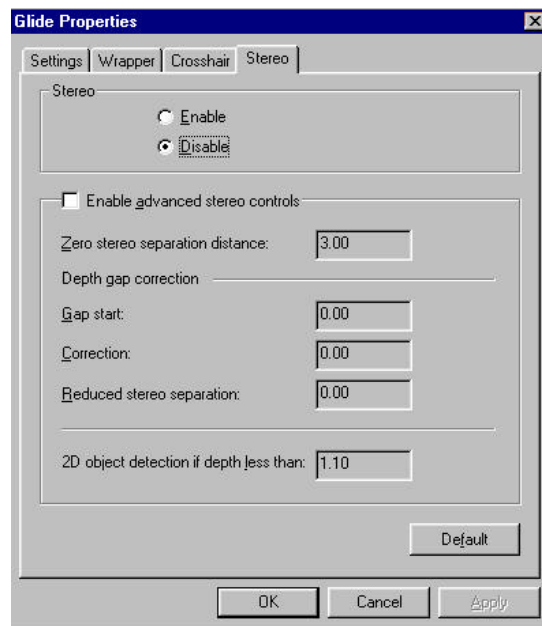 Glide Properties
Settings Wrapper Crosshair Stereo
Stereo
Enable
Disable
Enable advanced stereo controls
Zero stereo separation distance: 3.00
Depth gap correction
Gap start: 0.00
Correction: 0.00
Reduced stereo separation: 0.00
2D object detection if depth less than: 1.10
Default
OK Cancel Apply